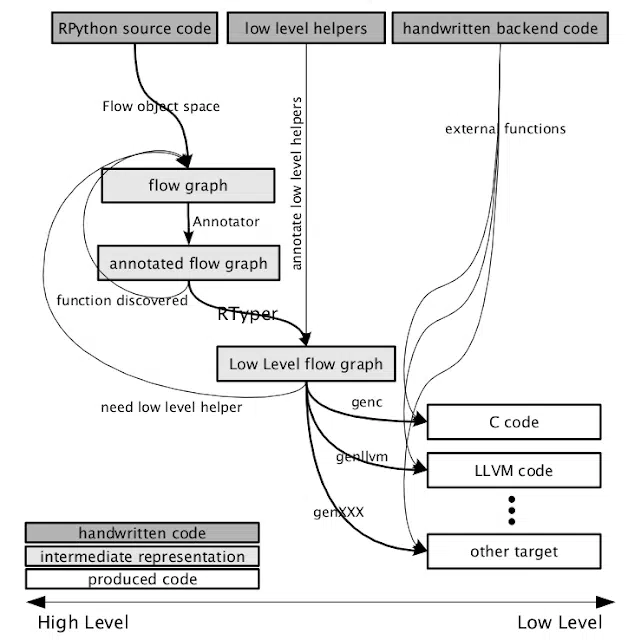 RPython source code
low level helpers
handwritten backend code
Flow object space
annotate low level helpers
external functions
flow graph
Annotator
annotated flow graph
function discovered
RTyper
Low Level flow graph
need low level helper
genc
C code
genllvm
LLVM code
genXXX
other target
handwritten code
intermediate representation
produced code
High Level
Low Level